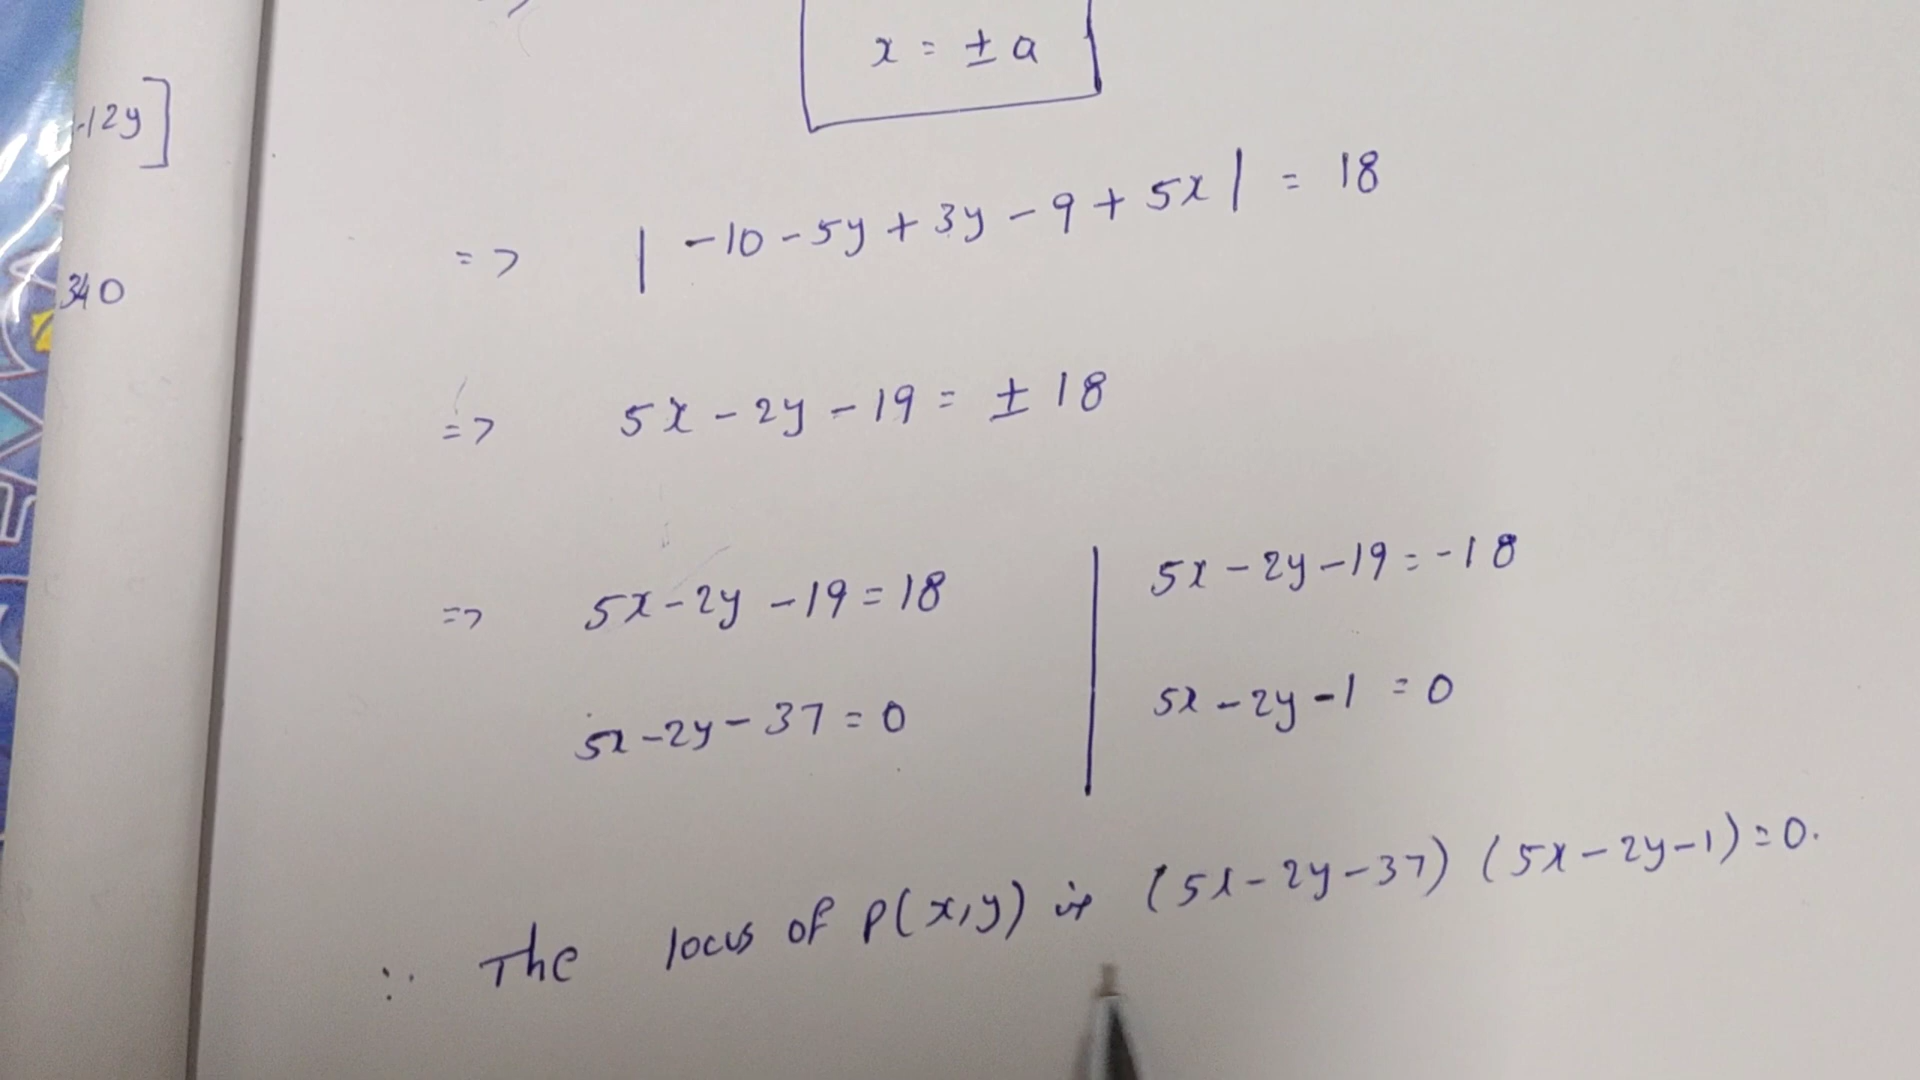 x = ± a
-12y]
=> | -10 - 5y + 3y - 9 + 5x | = 18
340
=> 5x - 2y - 19 = ± 18
=> 5x - 2y - 19 = 18 | 5x - 2y - 19 = -18
5x - 2y - 37 = 0 | 5x - 2y - 1 = 0
∴ The locus of P(x,y) is (5x - 2y - 37) (5x - 2y - 1) = 0.